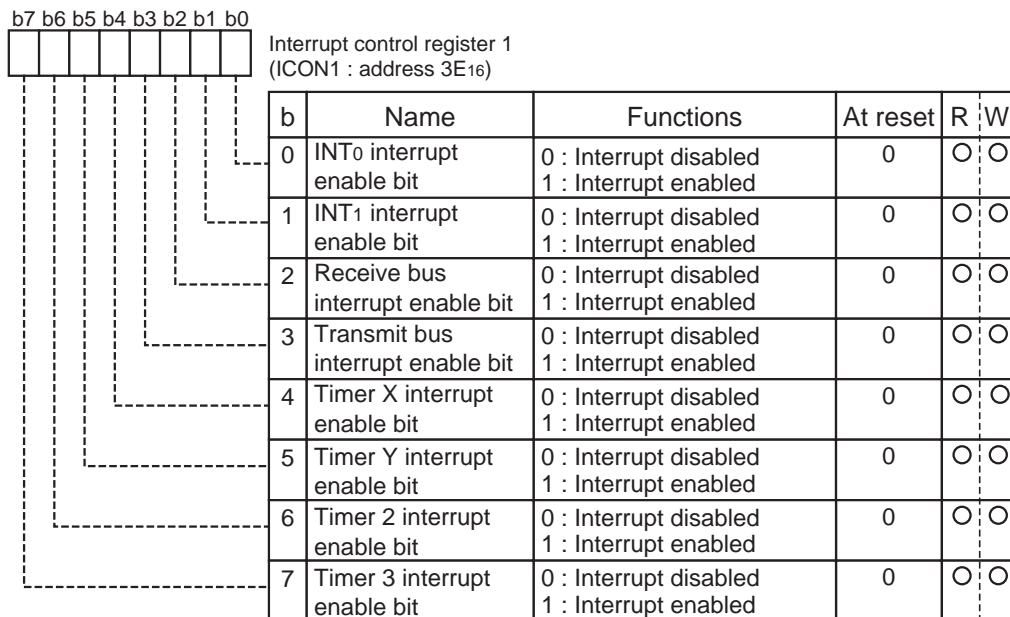 b7 b6 b5 b4 b3 b2 b1 b0
Interrupt control register 1
(ICON1 : address 3E16)
b Name Functions At reset R W
0 INT0 interrupt enable bit 0 : Interrupt disabled 0 O O
1 : Interrupt enabled
1 INT1 interrupt enable bit 0 : Interrupt disabled 0 O O
1 : Interrupt enabled
2 Receive bus interrupt enable bit 0 : Interrupt disabled 0 O O
1 : Interrupt enabled
3 Transmit bus interrupt enable bit 0 : Interrupt disabled 0 O O
1 : Interrupt enabled
4 Timer X interrupt enable bit 0 : Interrupt disabled 0 O O
1 : Interrupt enabled
5 Timer Y interrupt enable bit 0 : Interrupt disabled 0 O O
1 : Interrupt enabled
6 Timer 2 interrupt enable bit 0 : Interrupt disabled 0 O O
1 : Interrupt enabled
7 Timer 3 interrupt enable bit 0 : Interrupt disabled 0 O O
1 : Interrupt enabled